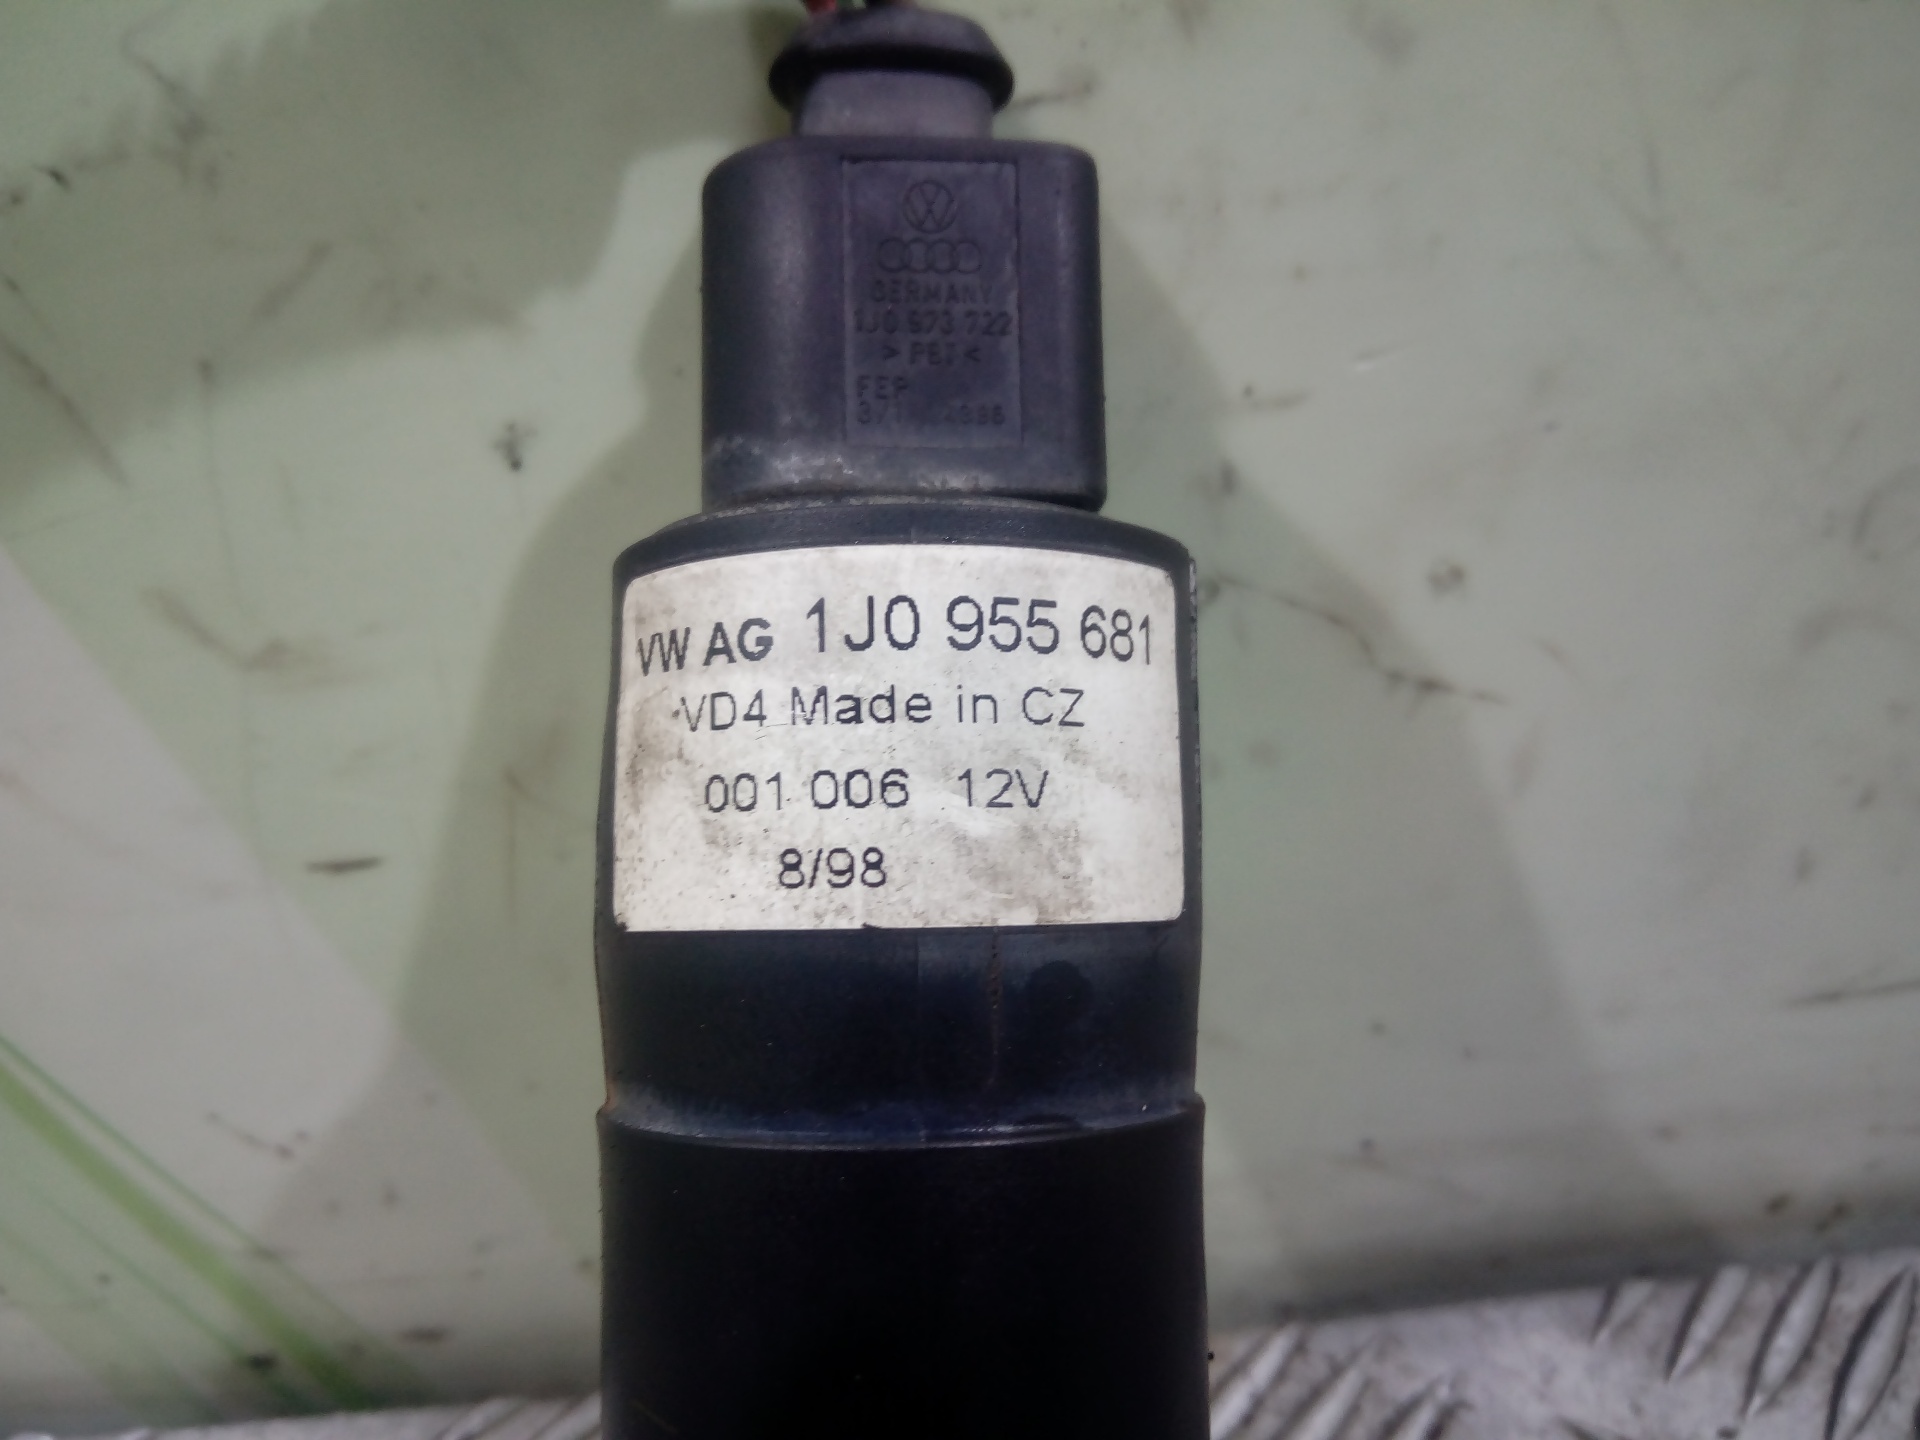 GERMANY
1J0 973 722
> PBT <
FEP
VW AG 1J0 955 681
VD4 Made in CZ
001 006 12V
8/98